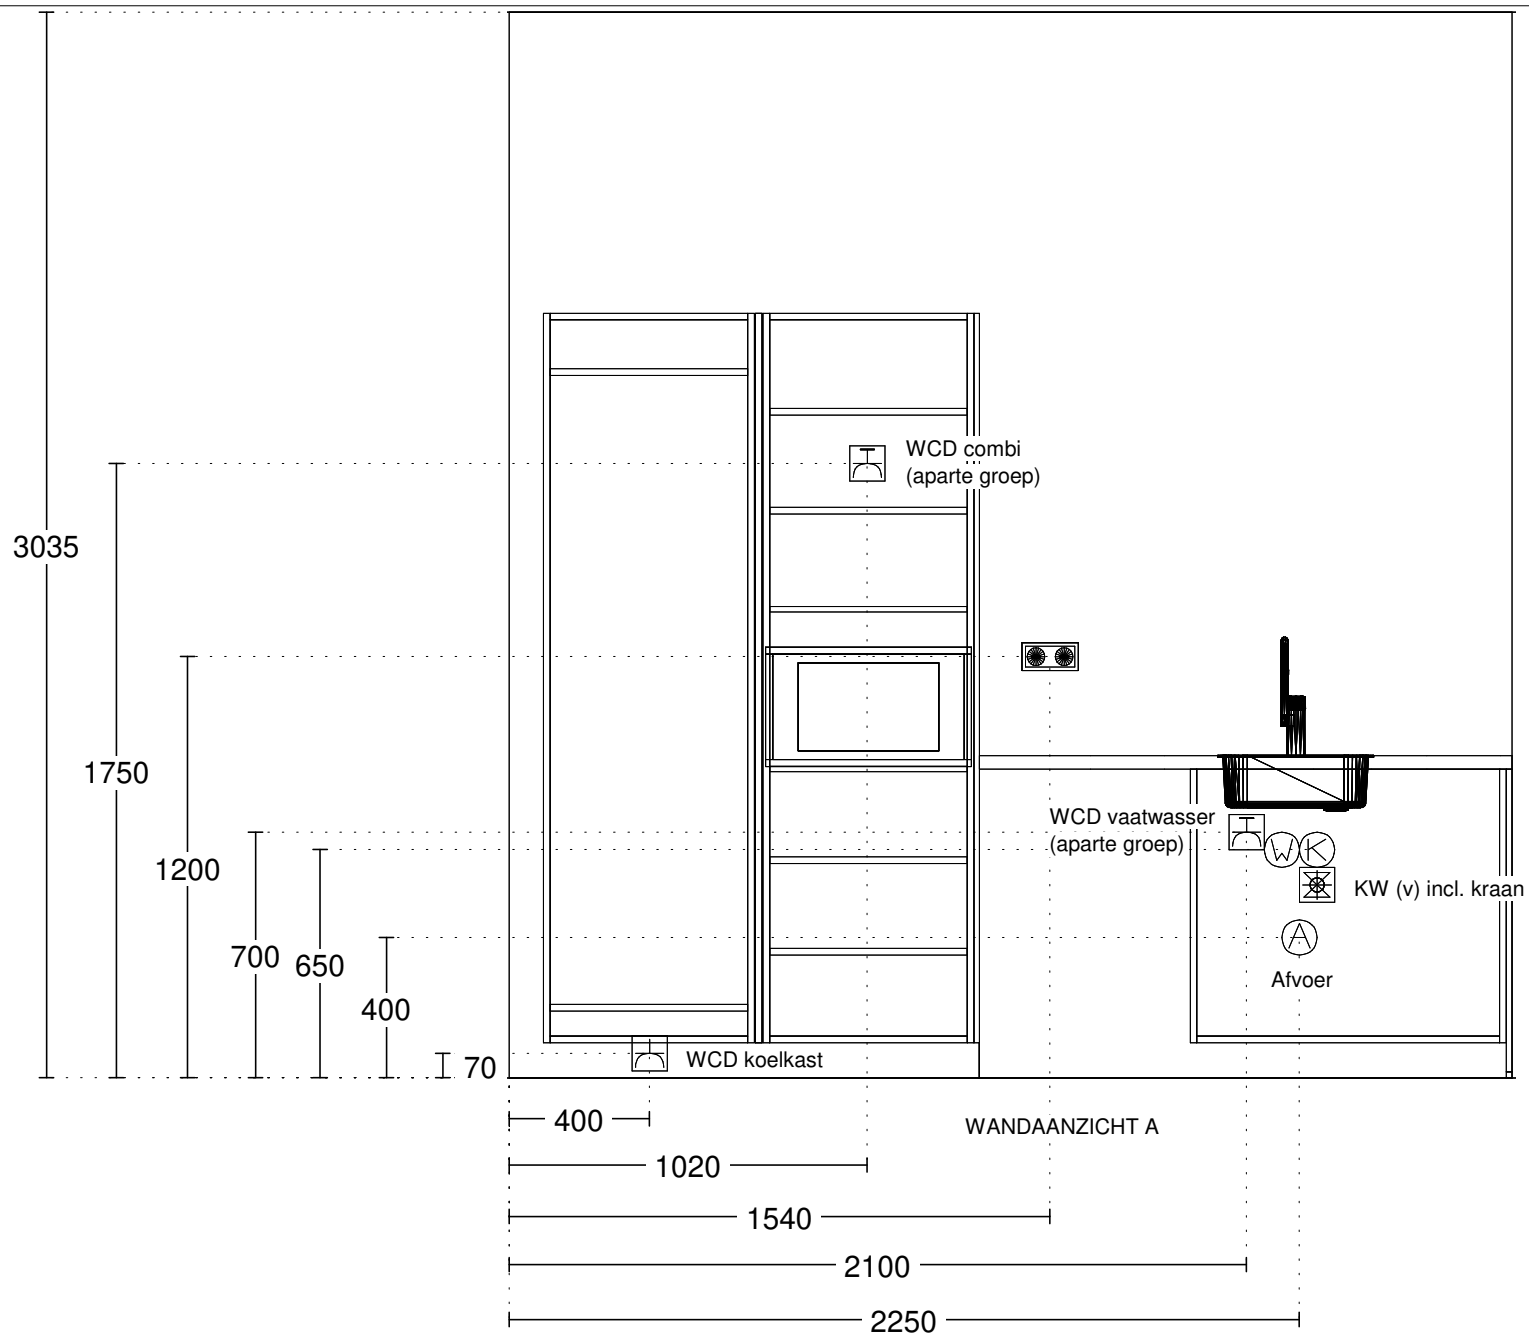 WCD combi
(aparte groep)
3035
1750
WCD vaatwasser
(aparte groep)
W K
1200
KW (v) incl. kraan
A
700
650
Afvoer
400
WCD koelkast
70
400
WANDAANZICHT A
1020
1540
2100
2250